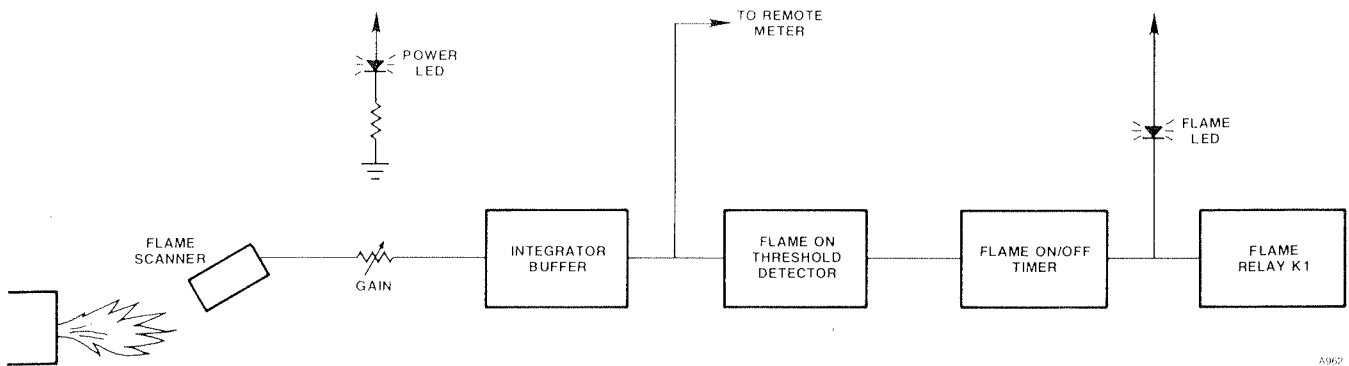 TO REMOTE
METER
POWER
LED
FLAME
LED
FLAME
SCANNER
GAIN
INTEGRATOR
BUFFER
FLAME ON
THRESHOLD
DETECTOR
FLAME ON/OFF
TIMER
FLAME
RELAY K1
A962